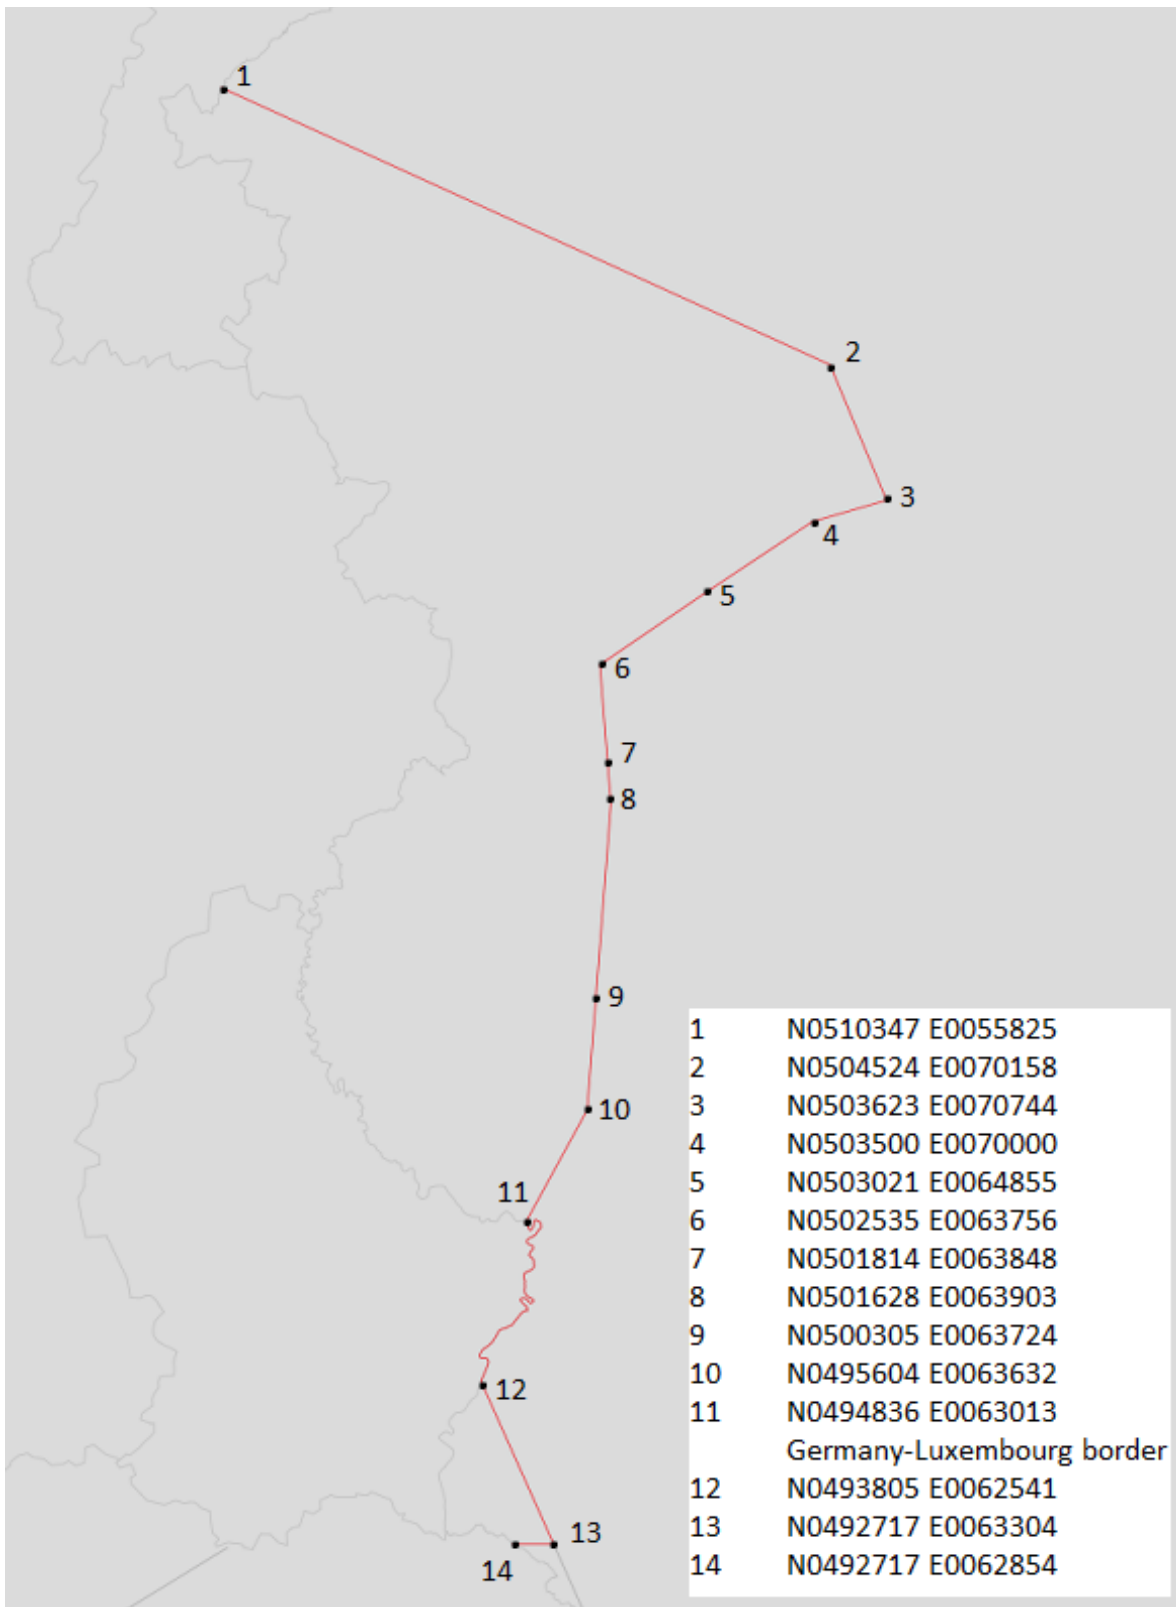 1
2
3
4
5
6
7
8
9
10
11
12
13
14
1 N0510347 E0055825
2 N0504524 E0070158
3 N0503623 E0070744
4 N0503500 E0070000
5 N0503021 E0064855
6 N0502535 E0063756
7 N0501814 E0063848
8 N0501628 E0063903
9 N0500305 E0063724
10 N0495604 E0063632
11 N0494836 E0063013
Germany-Luxembourg border
12 N0493805 E0062541
13 N0492717 E0063304
14 N0492717 E0062854